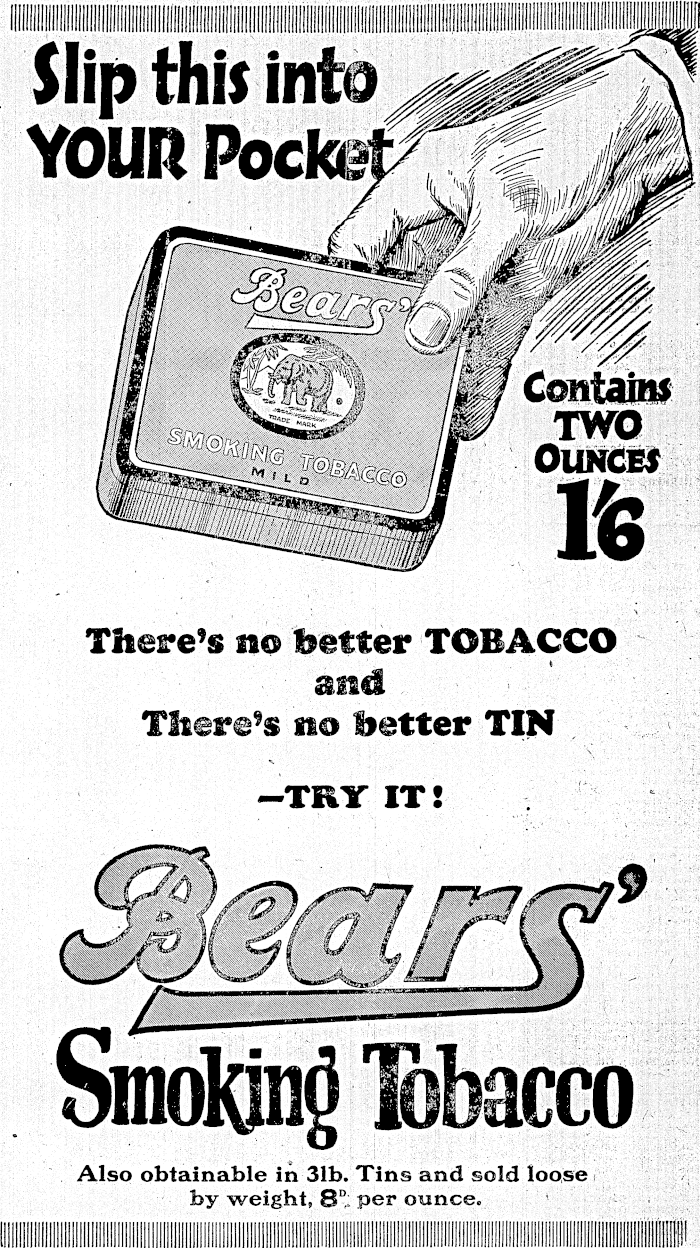 Slip this into
YOUR Pocket
Bears'
TRADE MARK
SMOKING TOBACCO
MILD
Contains
TWO
OUNCES
1'6
There's no better TOBACCO
and
There's no better TIN
—TRY IT!
Bears'
Smoking Tobacco
Also obtainable in 3lb. Tins and sold loose
by weight, 8D. per ounce.